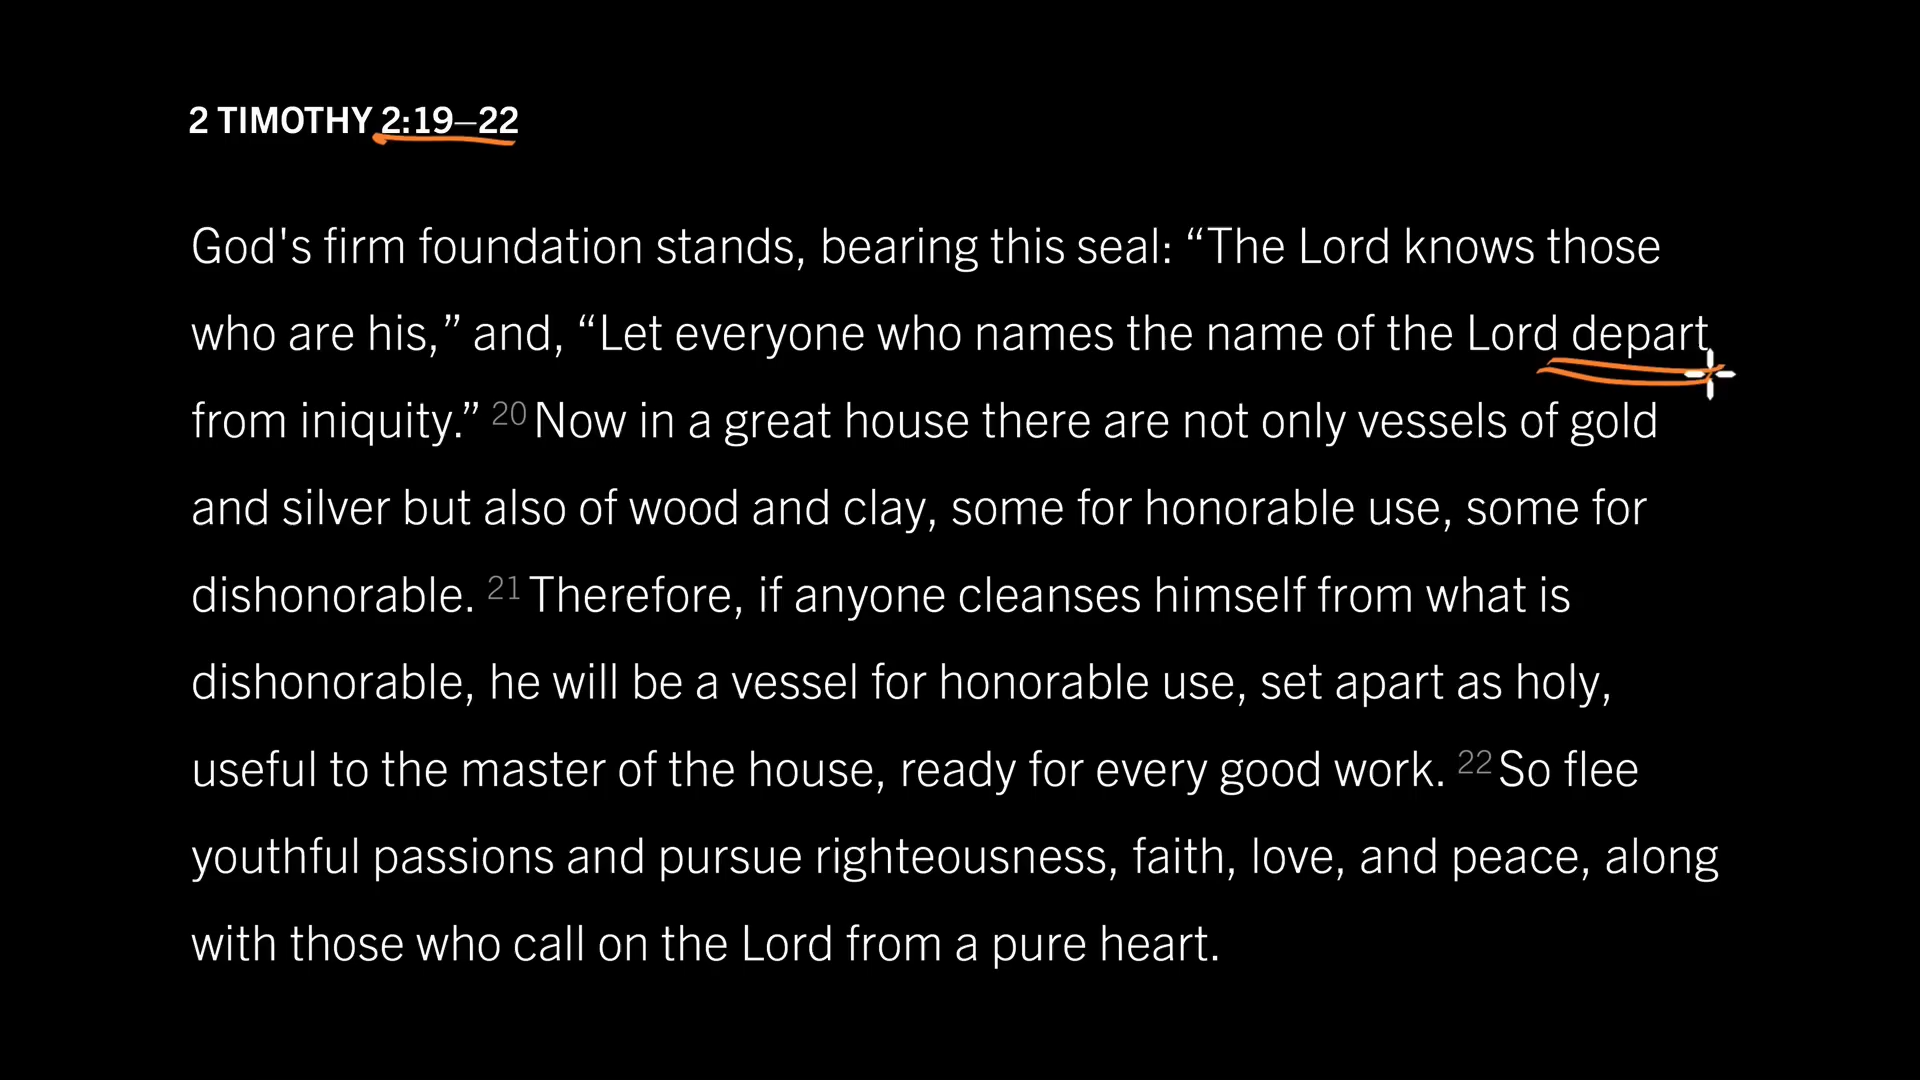 2 TIMOTHY 2:19–22
God's firm foundation stands, bearing this seal: “The Lord knows those
who are his,” and, “Let everyone who names the name of the Lord depart
from iniquity.” 20 Now in a great house there are not only vessels of gold
and silver but also of wood and clay, some for honorable use, some for
dishonorable. 21 Therefore, if anyone cleanses himself from what is
dishonorable, he will be a vessel for honorable use, set apart as holy,
useful to the master of the house, ready for every good work. 22 So flee
youthful passions and pursue righteousness, faith, love, and peace, along
with those who call on the Lord from a pure heart.